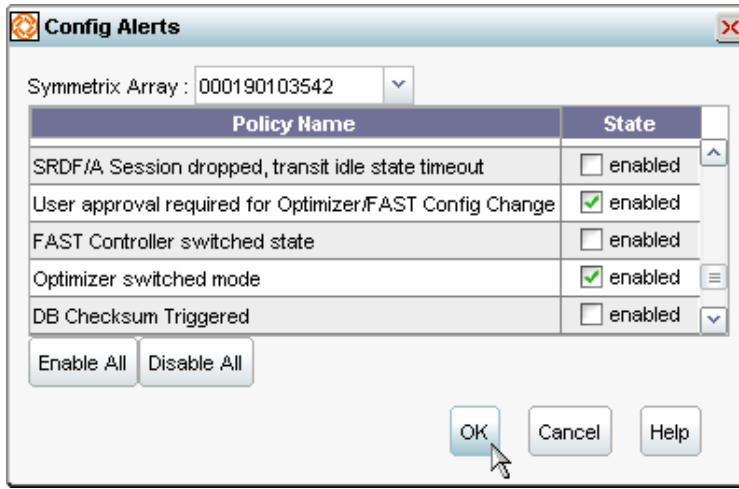 Config Alerts
Symmetrix Array : 000190103542
Policy Name State
SRDF/A Session dropped, transit idle state timeout enabled
User approval required for Optimizer/FAST Config Change enabled
FAST Controller switched state enabled
Optimizer switched mode enabled
DB Checksum Triggered enabled
Enable All Disable All
OK Cancel Help